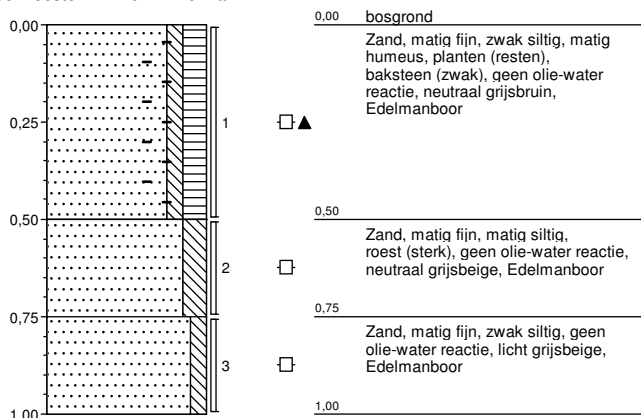 0,00
0,25
0,50
0,75
1,00
1
2
3
0,00 bosgrond
Zand, matig fijn, zwak siltig, matig
humeus, planten (resten),
baksteen (zwak), geen olie-water
reactie, neutraal grijsbruin,
Edelmanboor
0,50
Zand, matig fijn, matig siltig,
roest (sterk), geen olie-water reactie,
neutraal grijsbeige, Edelmanboor
0,75
Zand, matig fijn, zwak siltig, geen
olie-water reactie, licht grijsbeige,
Edelmanboor
1,00